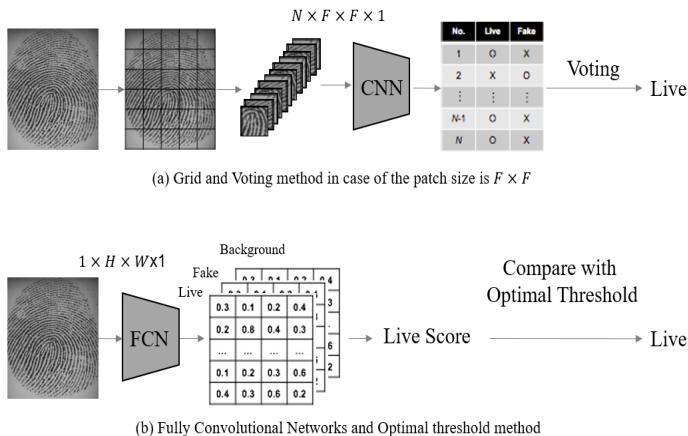 N × F × F × 1
CNN
No. Live Fake
1 O X
2 X O
⋮ ⋮ ⋮
N-1 O X
N O X
Voting
Live
(a) Grid and Voting method in case of the patch size is F × F
1 × H × Wx1
FCN
Background
Fake
Live
0.3 0.1 0.2 0.4
0.2 0.8 0.4 0.3
... ... ... ...
0.1 0.2 0.3 0.6
0.4 0.3 0.6 0.2
Live Score
Compare with
Optimal Threshold
Live
(b) Fully Convolutional Networks and Optimal threshold method